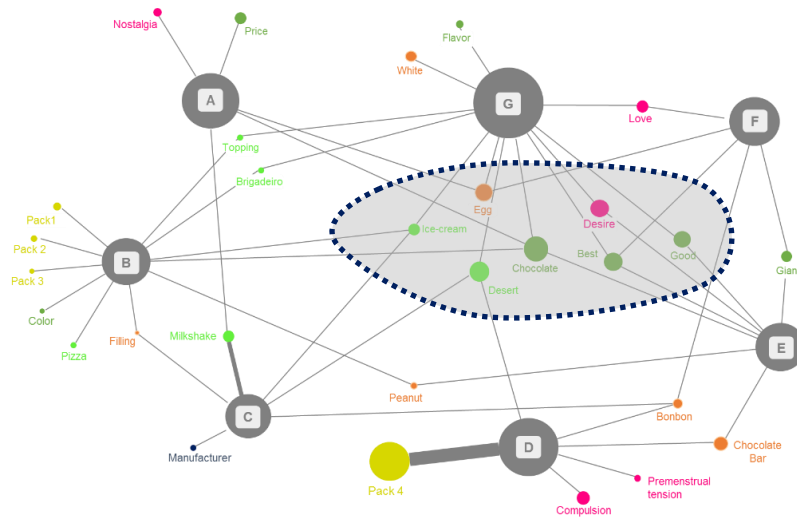 Nostalgia
Price
Flavor
White
A
G
Love
F
Topping
Brigadeiro
Egg
Pack1
Pack 2
Pack 3
B
Ice-cream
Desire
Chocolate
Best
Good
Desert
Gian
Color
Pizza
Filling
Milkshake
E
Peanut
C
Bonbon
Manufacturer
D
Chocolate
Bar
Pack 4
Premenstrual
tension
Compulsion